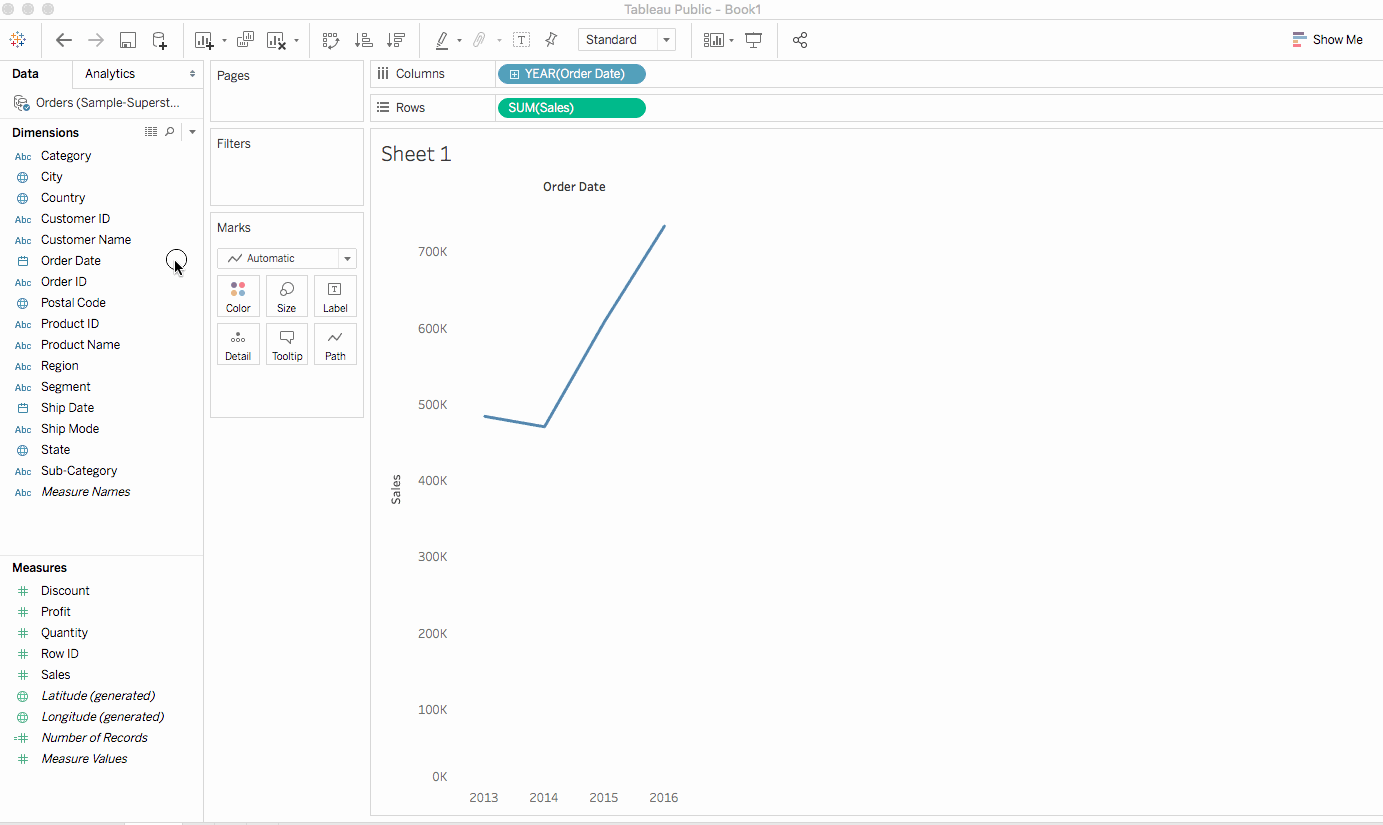 Tableau Public - Book1
Standard
Show Me
Data
Analytics
Orders (Sample-Superst...
Dimensions
Abc Category
City
Country
Abc Customer ID
Abc Customer Name
Order Date
Abc Order ID
Postal Code
Abc Product ID
Abc Product Name
Abc Region
Abc Segment
Ship Date
Abc Ship Mode
State
Abc Sub-Category
Abc Measure Names
Measures
Discount
Profit
Quantity
Row ID
Sales
Latitude (generated)
Longitude (generated)
Number of Records
Measure Values
Pages
Filters
Marks
Automatic
Color Size Label
Detail Tooltip Path
Columns YEAR(Order Date)
Rows SUM(Sales)
Sheet 1
Order Date
700K
600K
500K
400K
300K
200K
100K
0K
Sales
2013 2014 2015 2016